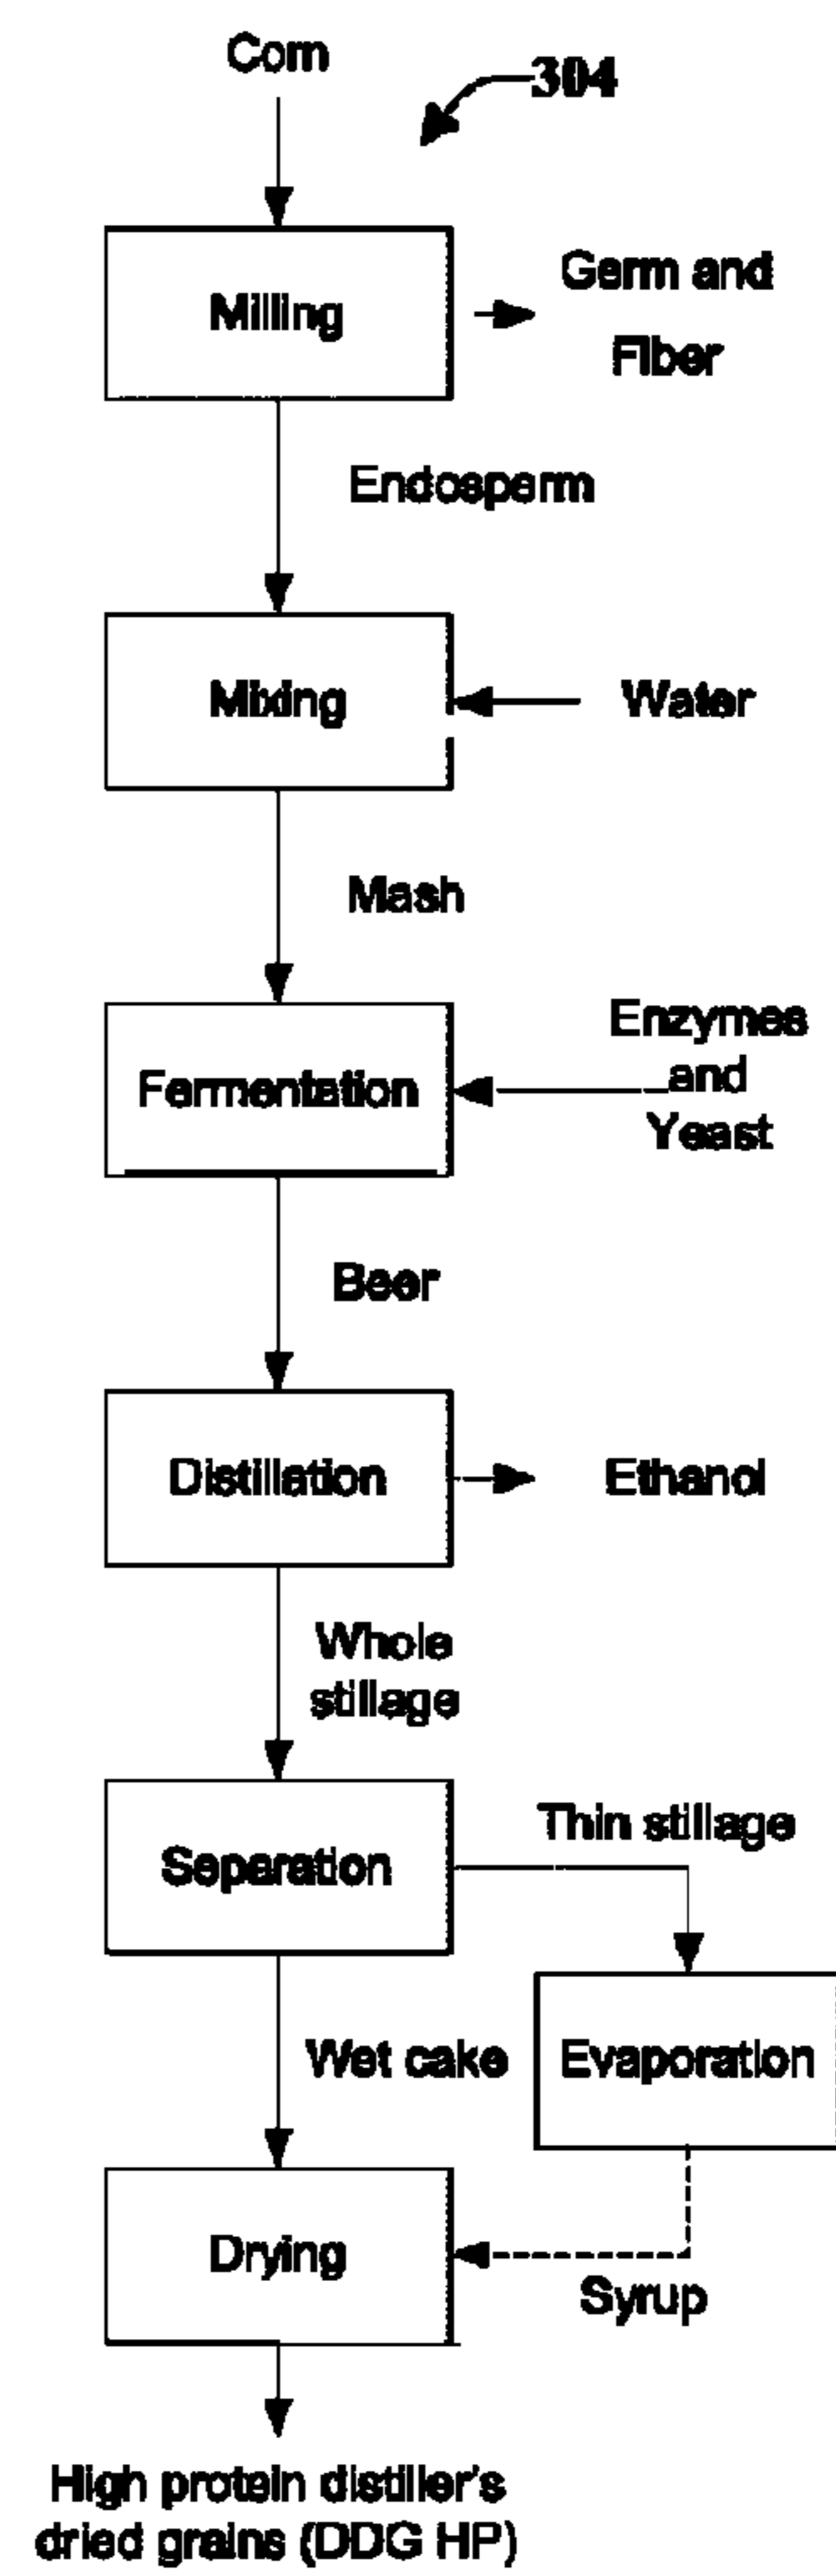 Corn
304
Milling
Germ and
Fiber
Endosperm
Mixing
Water
Mash
Fermentation
Enzymes
and
Yeast
Beer
Distillation
Ethanol
Whole
stillage
Separation
Thin stillage
Wet cake
Evaporation
Drying
Syrup
High protein distiller's
dried grains (DDG HP)